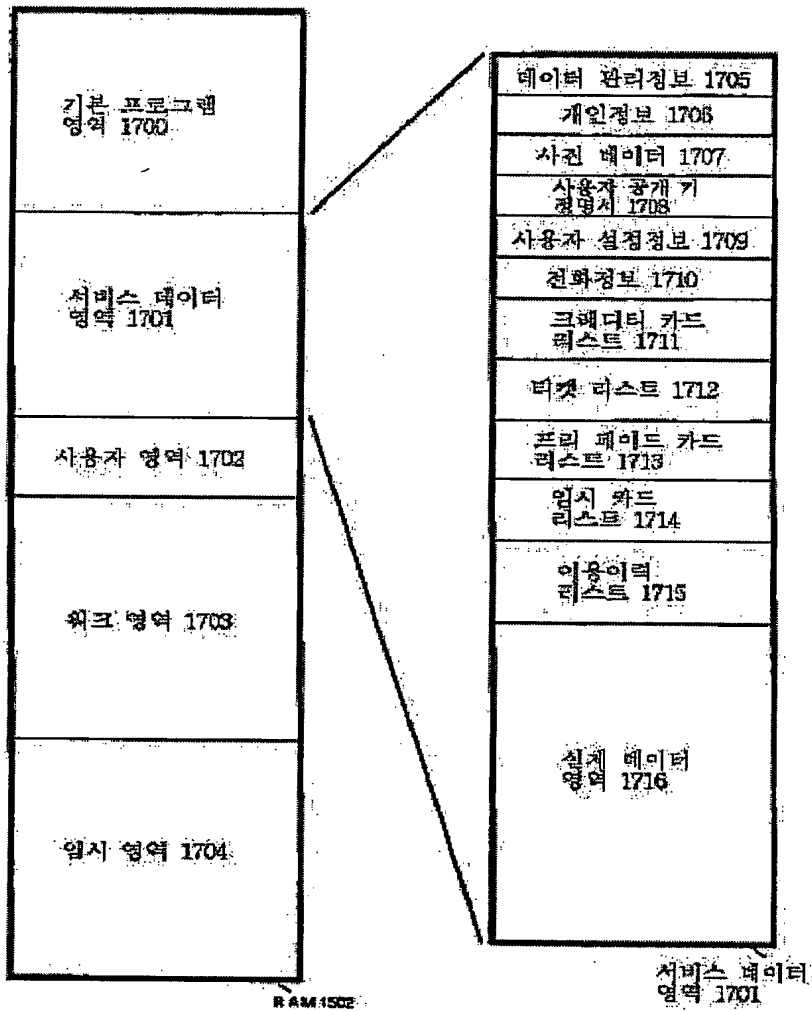 기본 프로그램
영역 1700
서비스 데이터
영역 1701
사용자 영역 1702
워크 영역 1703
임시 영역 1704
RAM 1502
데이터 관리정보 1705
개인정보 1706
사진 데이터 1707
사용자 공개 키
증명서 1708
사용자 설정정보 1709
전화정보 1710
크레디티 카드
리스트 1711
티켓 리스트 1712
프리 페이드 카드
리스트 1713
임시 카드
리스트 1714
이용이력
리스트 1715
실제 데이터
영역 1716
서비스 데이터
영역 1701